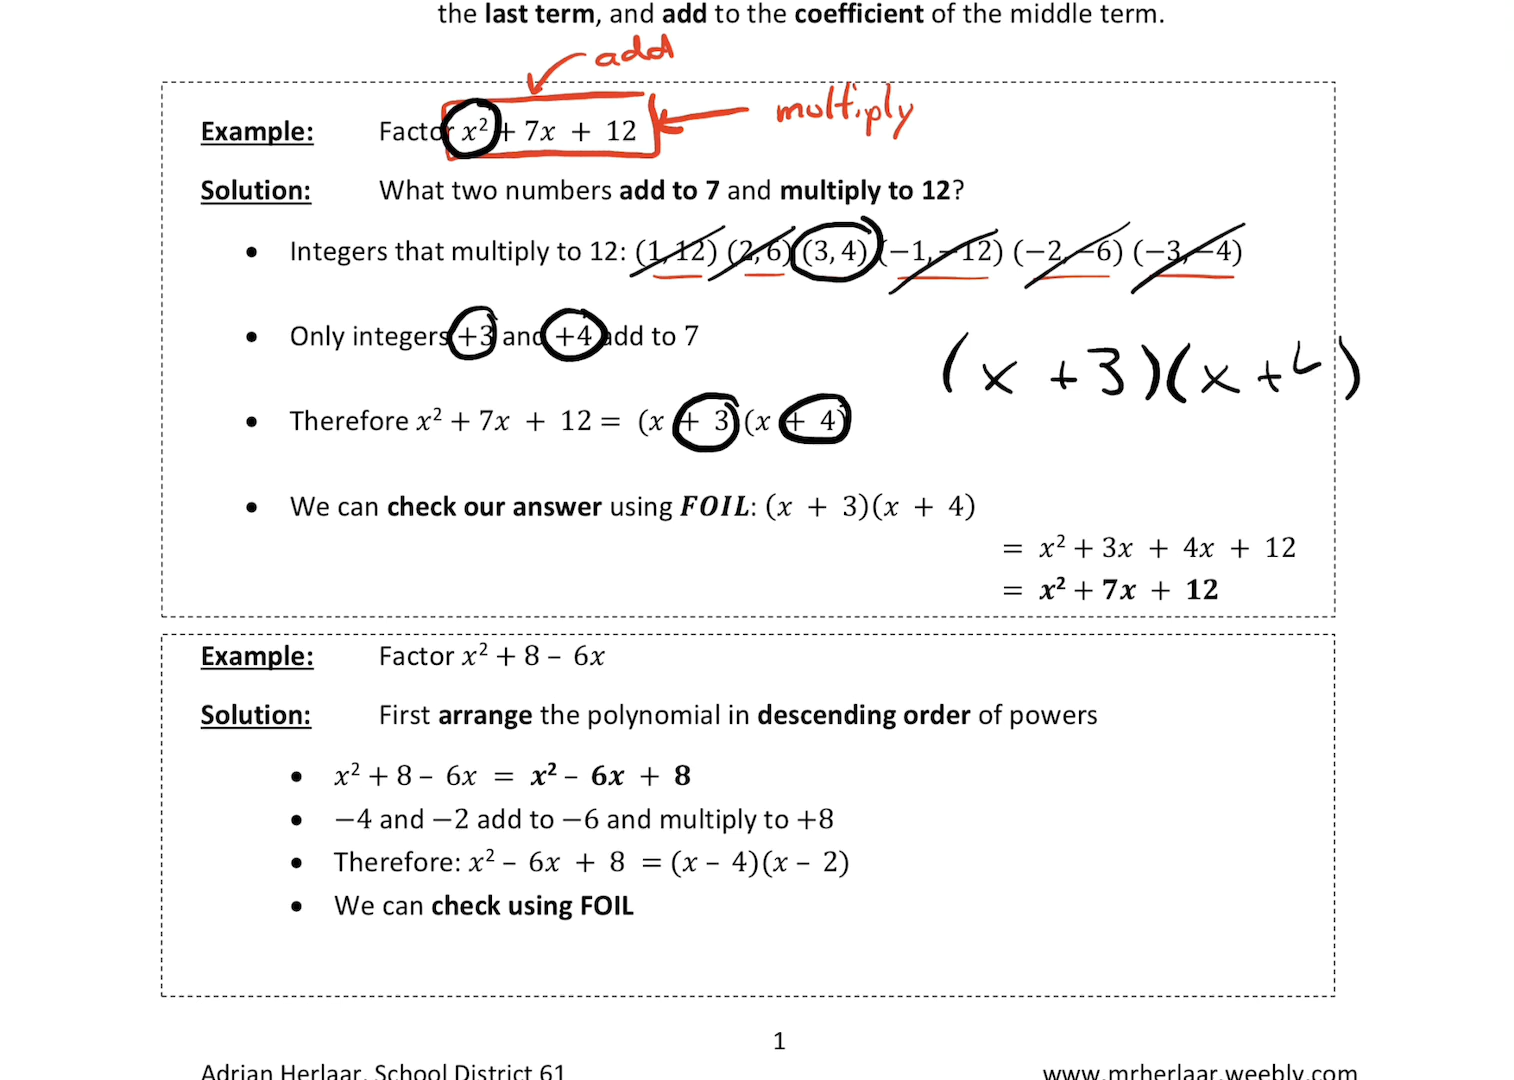 the last term, and add to the coefficient of the middle term.
add
multiply
Example: Factor x² + 7x + 12
Solution: What two numbers add to 7 and multiply to 12?
• Integers that multiply to 12: (1, 12) (2, 6) (3, 4) (−1, −12) (−2, −6) (−3, −4)
• Only integers +3 and +4 add to 7
(x +3)(x+4)
• Therefore x² + 7x + 12 = (x + 3)(x + 4)
• We can check our answer using FOIL: (x + 3)(x + 4)
= x² + 3x + 4x + 12
= x² + 7x + 12
Example: Factor x² + 8 – 6x
Solution: First arrange the polynomial in descending order of powers
• x² + 8 – 6x = x² – 6x + 8
• −4 and −2 add to −6 and multiply to +8
• Therefore: x² – 6x + 8 = (x – 4)(x – 2)
• We can check using FOIL
1
Adrian Herlaar, School District 61
www.mrherlaar.weebly.com